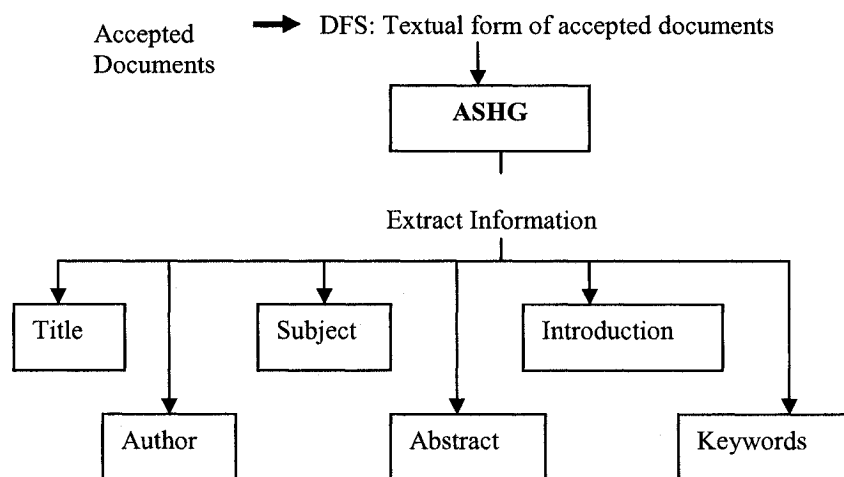 Accepted
Documents
DFS: Textual form of accepted documents
ASHG
Extract Information
Title
Subject
Introduction
Author
Abstract
Keywords